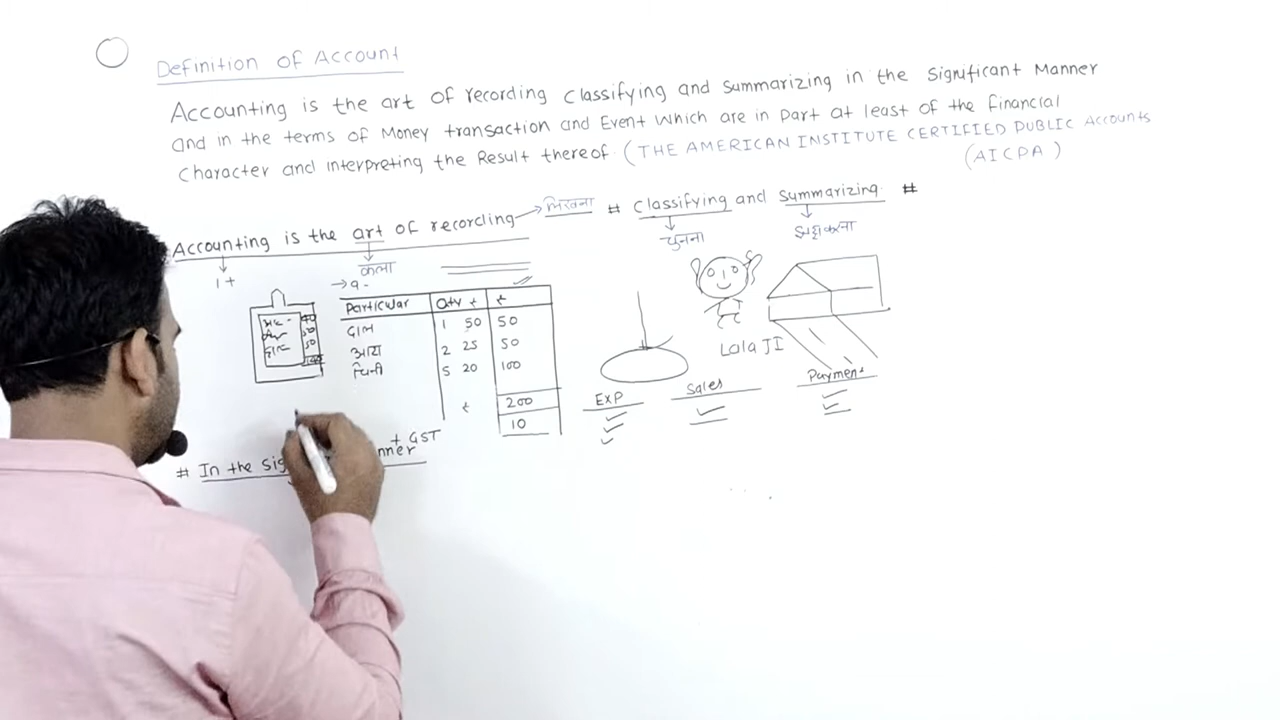 Definition of Account
Accounting is the art of recording Classifying and Summarizing in the Significant Manner
and in the terms of Money transaction and Event Which are in Part at least of the financial
Character and interpreting the Result thereof (THE AMERICAN INSTITUTE CERTIFIED PUBLIC Accounts
(AICPA)
Accounting is the art of recording → लिखना # Classifying and Summarizing #
1+ कला चुनना
→ 9-
Particular Qty ₹ ₹
दाल 1 50 50
आटा 2 25 50
चिनी 5 20 100
₹ 200
10
+ GST
Lala JI
EXP Sales Payment
# In the Sig nner